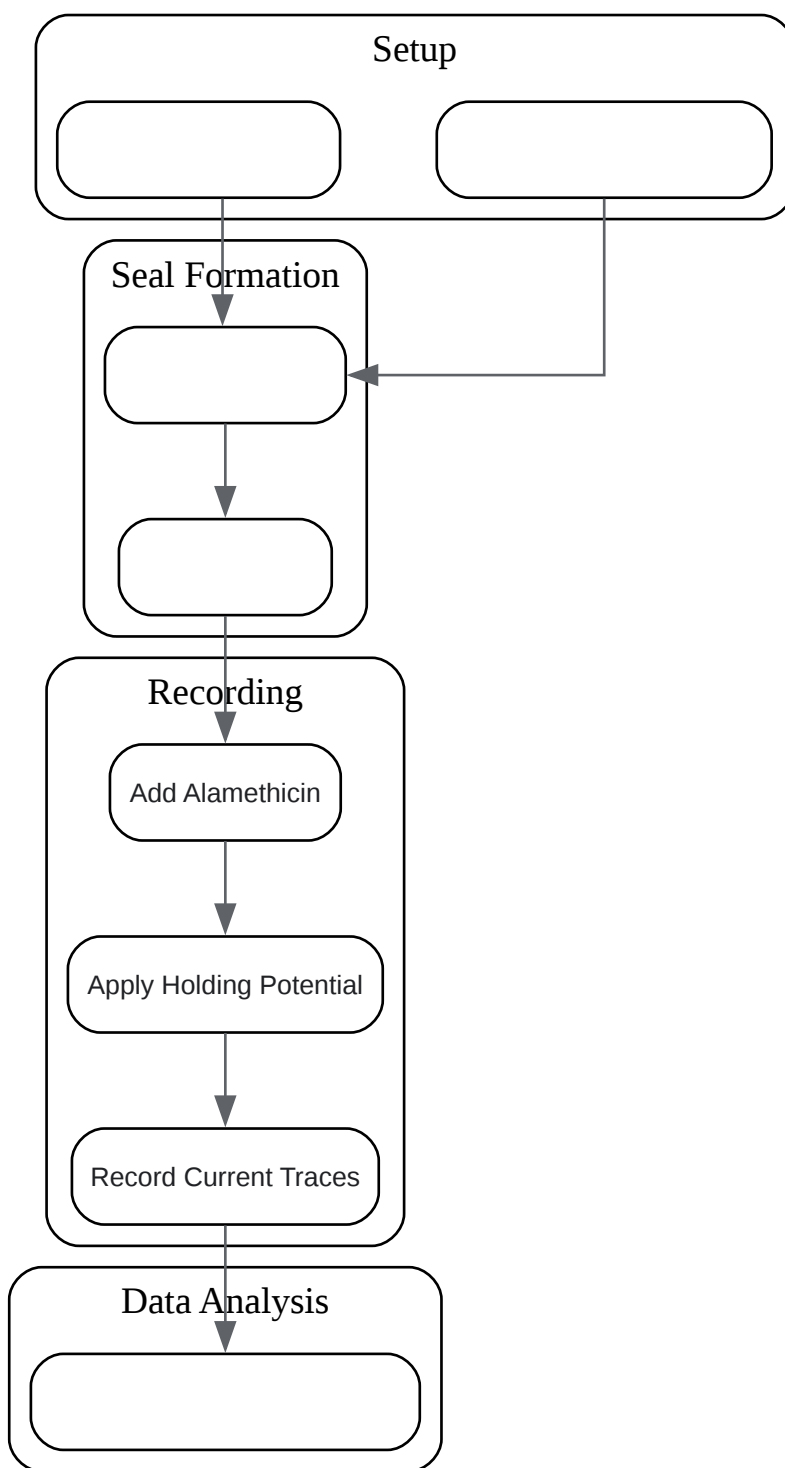 Setup
Seal Formation
Recording
Add Alamethicin
Apply Holding Potential
Record Current Traces
Data Analysis